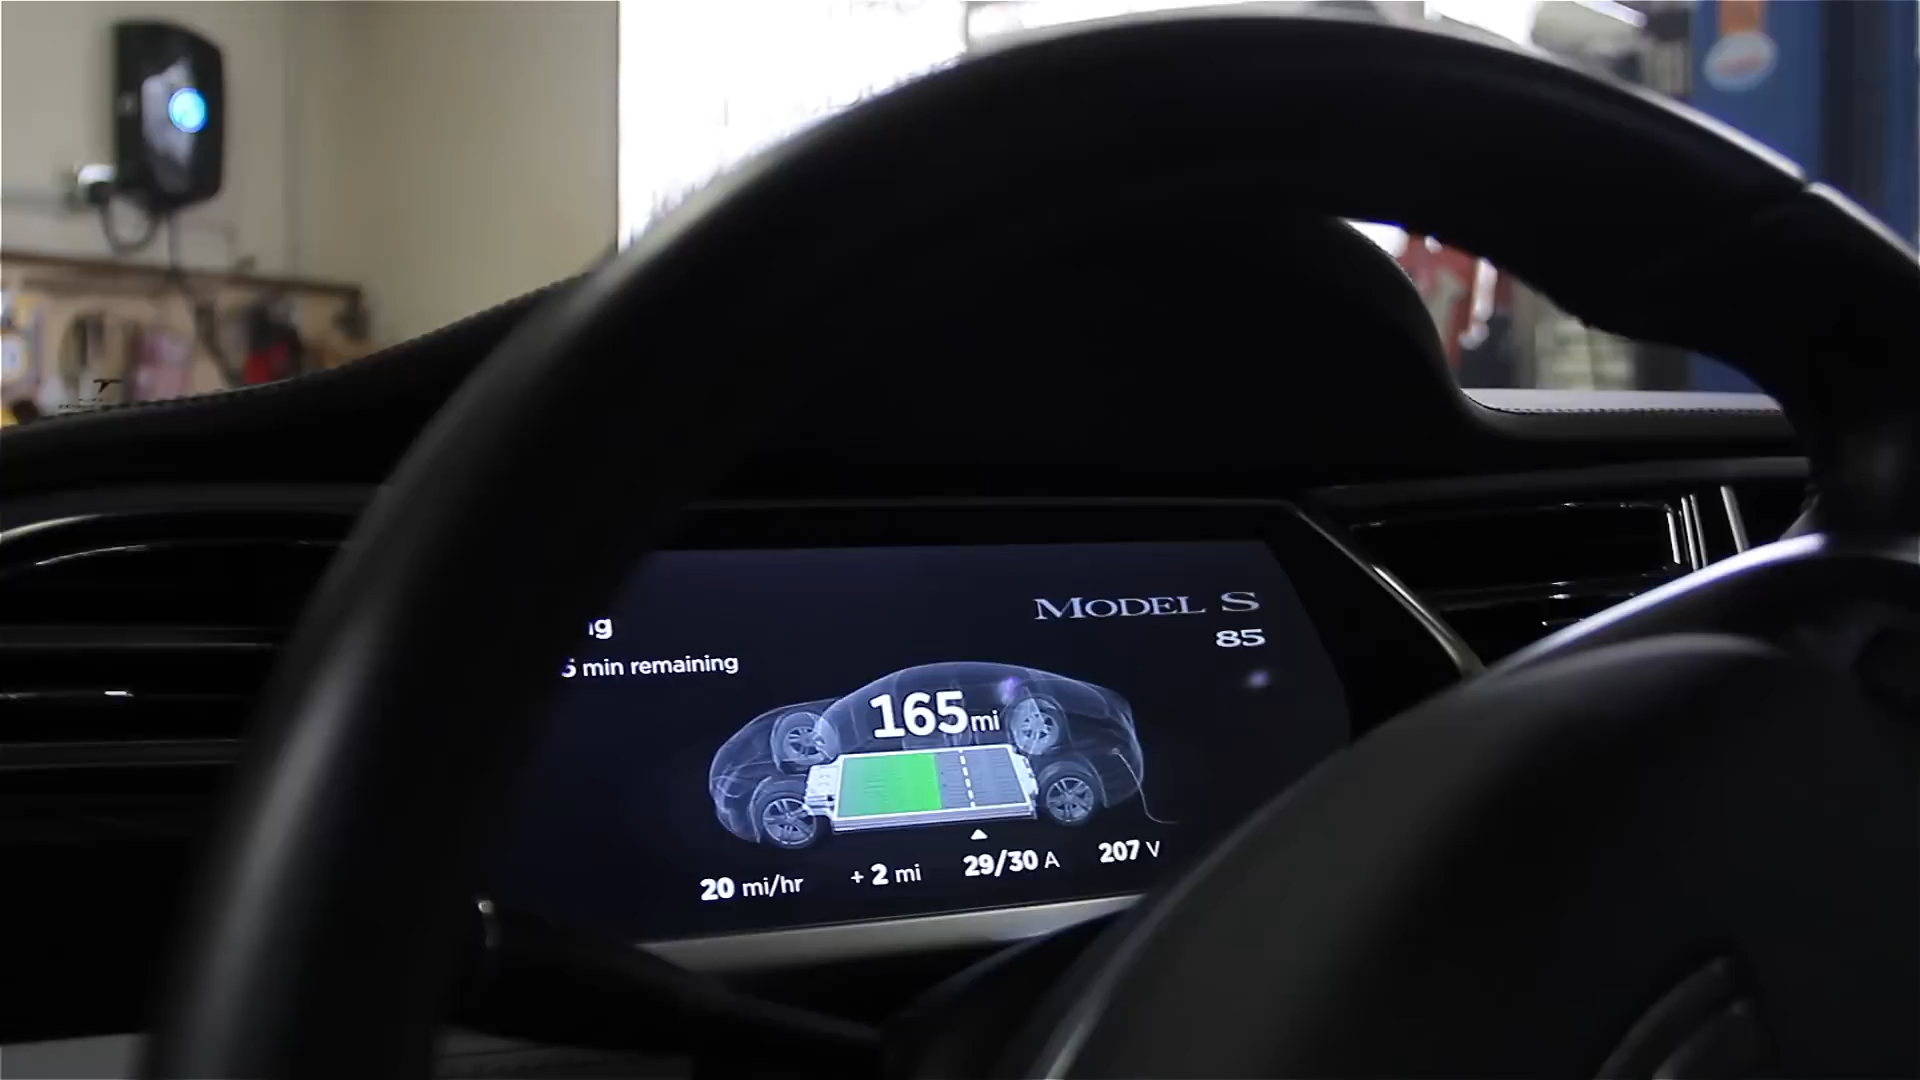 MODEL S
85
g
min remaining
165mi
20 mi/hr + 2 mi 29/30 A 207 V